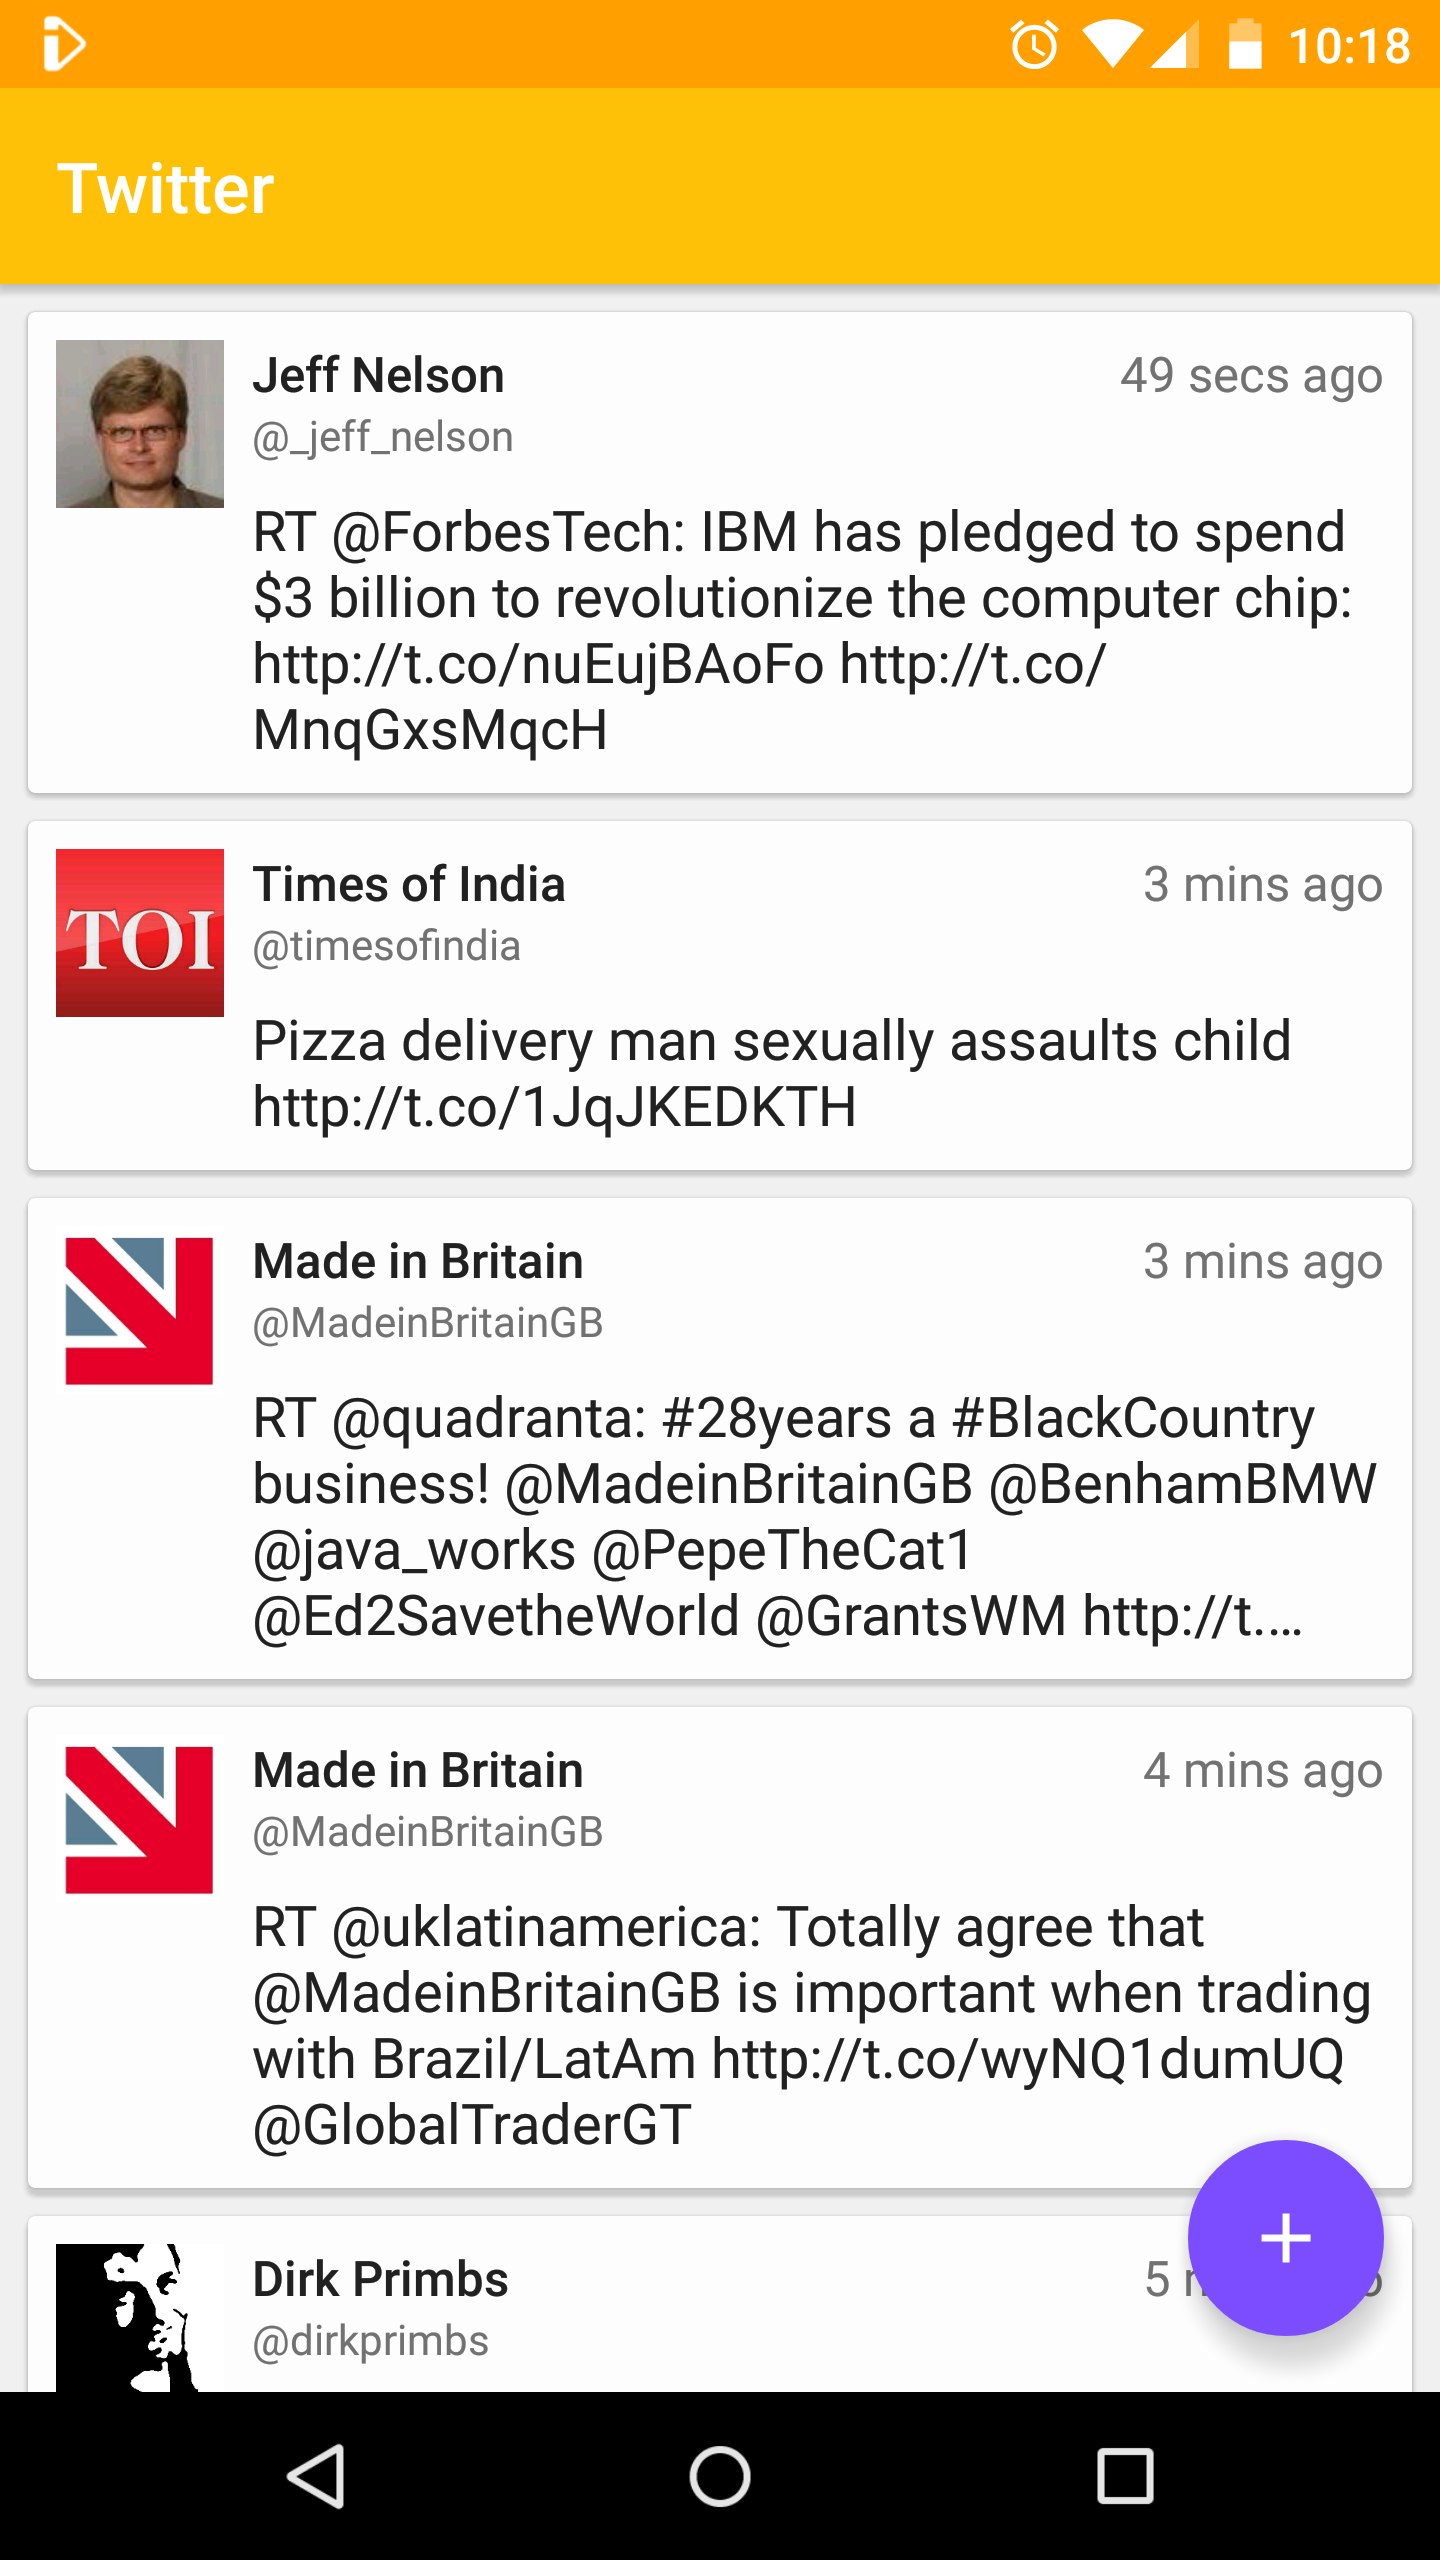 10:18
Twitter
Jeff Nelson 49 secs ago
@_jeff_nelson
RT @ForbesTech: IBM has pledged to spend
$3 billion to revolutionize the computer chip:
http://t.co/nuEujBAoFo http://t.co/
MnqGxsMqcH
TOI
Times of India 3 mins ago
@timesofindia
Pizza delivery man sexually assaults child
http://t.co/1JqJKEDKTH
Made in Britain 3 mins ago
@MadeinBritainGB
RT @quadranta: #28years a #BlackCountry
business! @MadeinBritainGB @BenhamBMW
@java_works @PepeTheCat1
@Ed2SavetheWorld @GrantsWM http://t.…
Made in Britain 4 mins ago
@MadeinBritainGB
RT @uklatinamerica: Totally agree that
@MadeinBritainGB is important when trading
with Brazil/LatAm http://t.co/wyNQ1dumUQ
@GlobalTraderGT
Dirk Primbs 5
@dirkprimbs